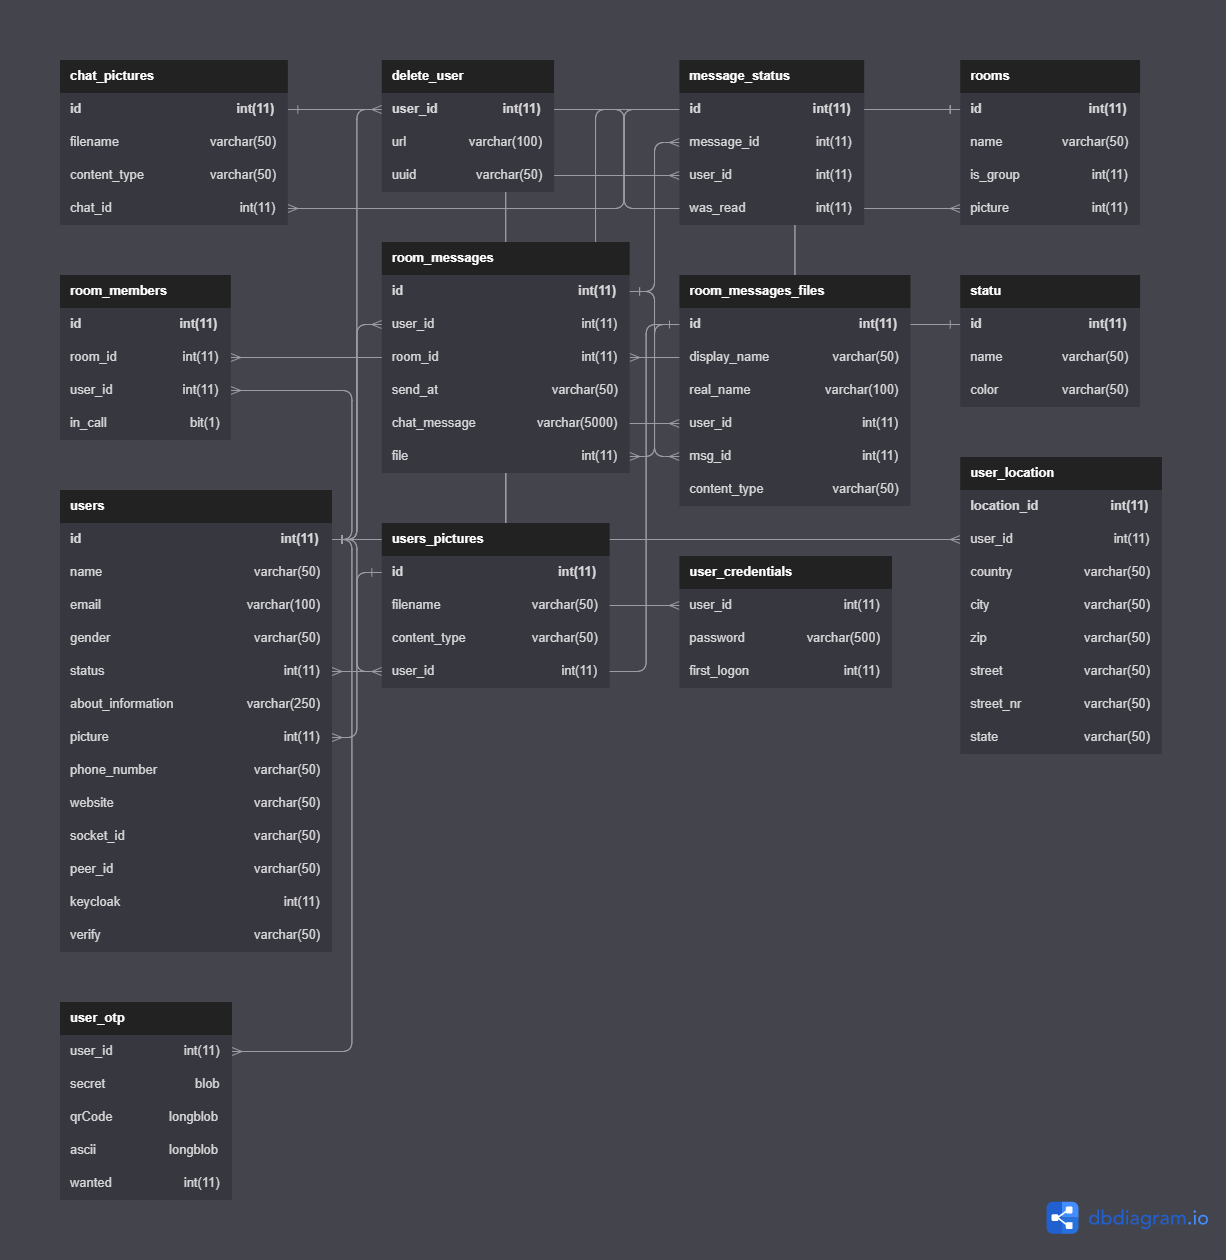 chat_pictures
id int(11)
filename varchar(50)
content_type varchar(50)
chat_id int(11)
delete_user
user_id int(11)
url varchar(100)
uuid varchar(50)
message_status
id int(11)
message_id int(11)
user_id int(11)
was_read int(11)
rooms
id int(11)
name varchar(50)
is_group int(11)
picture int(11)
room_members
id int(11)
room_id int(11)
user_id int(11)
in_call bit(1)
room_messages
id int(11)
user_id int(11)
room_id int(11)
send_at varchar(50)
chat_message varchar(5000)
file int(11)
room_messages_files
id int(11)
display_name varchar(50)
real_name varchar(100)
user_id int(11)
msg_id int(11)
content_type varchar(50)
statu
id int(11)
name varchar(50)
color varchar(50)
users
id int(11)
name varchar(50)
email varchar(100)
gender varchar(50)
status int(11)
about_information varchar(250)
picture int(11)
phone_number varchar(50)
website varchar(50)
socket_id varchar(50)
peer_id varchar(50)
keycloak int(11)
verify varchar(50)
users_pictures
id int(11)
filename varchar(50)
content_type varchar(50)
user_id int(11)
user_credentials
user_id int(11)
password varchar(500)
first_logon int(11)
user_location
location_id int(11)
user_id int(11)
country varchar(50)
city varchar(50)
zip varchar(50)
street varchar(50)
street_nr varchar(50)
state varchar(50)
user_otp
user_id int(11)
secret blob
qrCode longblob
ascii longblob
wanted int(11)
dbdiagram.io